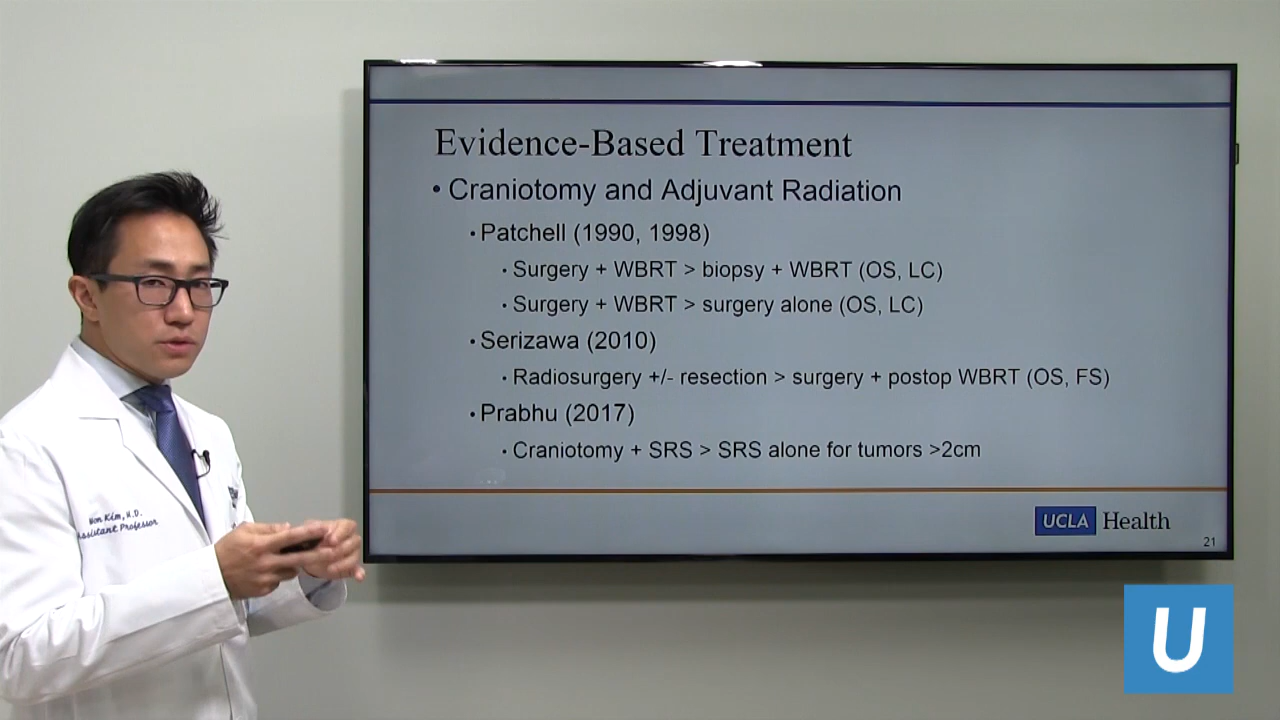 Evidence-Based Treatment
• Craniotomy and Adjuvant Radiation
• Patchell (1990, 1998)
• Surgery + WBRT > biopsy + WBRT (OS, LC)
• Surgery + WBRT > surgery alone (OS, LC)
• Serizawa (2010)
• Radiosurgery +/- resection > surgery + postop WBRT (OS, FS)
• Prabhu (2017)
• Craniotomy + SRS > SRS alone for tumors >2cm
UCLA Health
21
Won Kim, M.D.
Assistant Professor
U